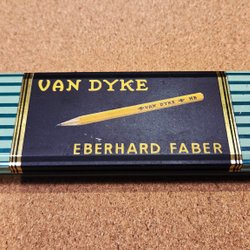 VAN DYKE
VAN DYKE HB
EBERHARD FABER